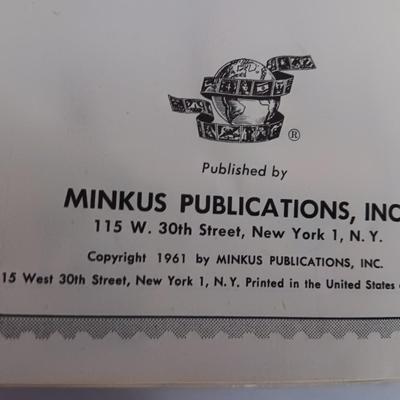 ®
Published by
MINKUS PUBLICATIONS, INC
115 W. 30th Street, New York 1, N. Y.
Copyright 1961 by MINKUS PUBLICATIONS, INC.
15 West 30th Street, New York 1, N. Y. Printed in the United States